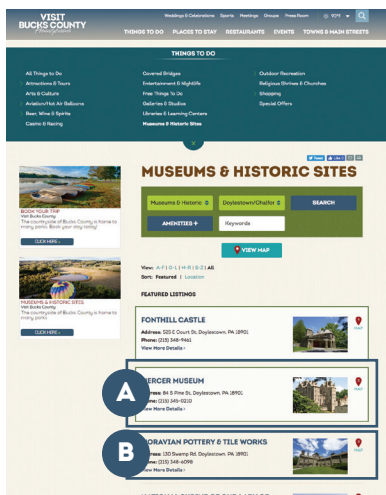 VISIT
BUCKS COUNTY
Pennsylvania
Weddings & Celebrations Sports Meetings Groups Press Room
THINGS TO DO PLACES TO STAY RESTAURANTS EVENTS TOWNS & MAIN STREETS
THINGS TO DO
All Things to Do
Attractions & Tours
Arts & Culture
Aviation/Hot Air Balloons
Beer, Wine & Spirits
Casino & Racing
Covered Bridges
Entertainment & Nightlife
Free Things To Do
Galleries & Studios
Libraries & Learning Centers
Museums & Historic Sites
Outdoor Recreation
Religious Shrines & Churches
Shopping
Special Offers
x
Tweet Like
MUSEUMS & HISTORIC SITES
Museums & Historic
Doylestown/Chalfor
SEARCH
AMENITIES +
Keywords
VIEW MAP
View: A-F | G-L | H-R | S-Z | All
Sort: Featured | Location
FEATURED LISTINGS
FONTHILL CASTLE
Address: 525 E Court St, Doylestown, PA 18901
Phone: (215) 348-9461
View More Details >
MAP
A
MERCER MUSEUM
Address: 84 S Pine St, Doylestown, PA 18901
Phone: (215) 345-0210
View More Details >
MAP
B
MORAVIAN POTTERY & TILE WORKS
Address: 130 Swamp Rd, Doylestown, PA 18901
Phone: (215) 348-6098
View More Details >
MAP
BOOK YOUR TRIP
Visit Bucks County
The countryside of Bucks County is home to many parks. Book your stay today!
CLICK HERE >
MUSEUMS & HISTORIC SITES
Visit Bucks County
The countryside of Bucks County is home to many parks
CLICK HERE >